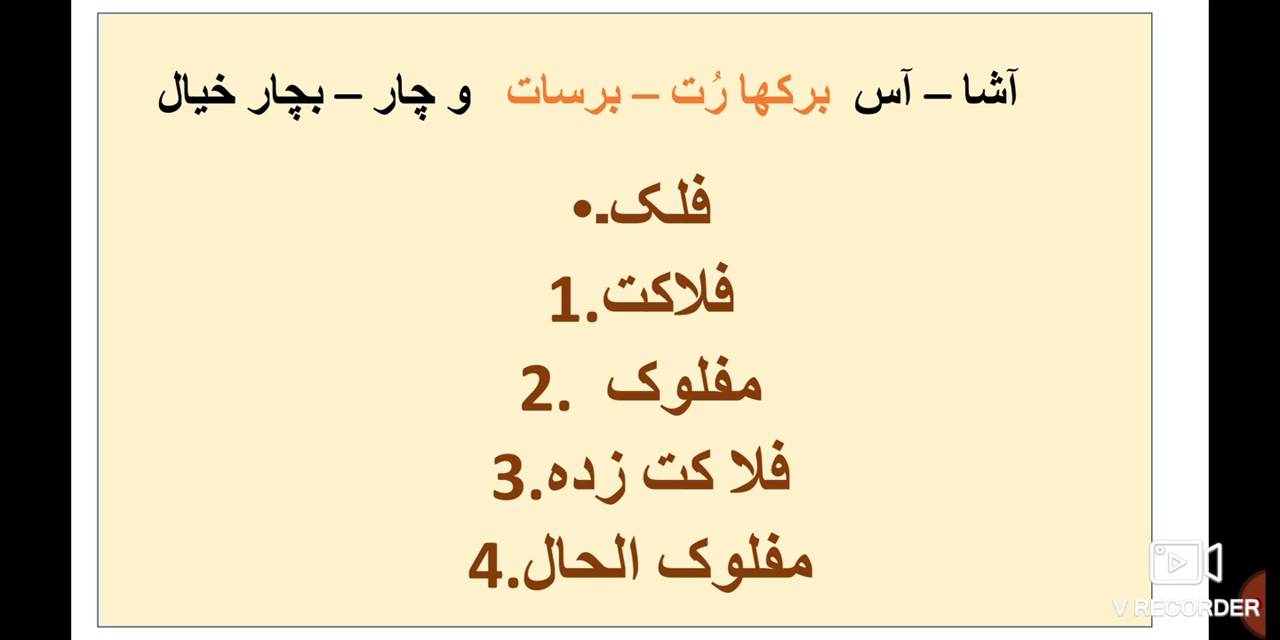 آشا – آس برکھا رُت – برسات و چار – بچار خیال
فلک-•
فلاکت.1
مفلوک .2
فلا کت زدہ.3
مفلوک الحال.4
V RECORDER